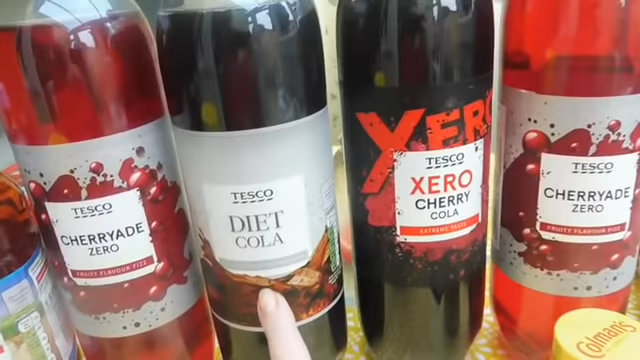 TESCO
CHERRYADE
ZERO
FRUITY FLAVOUR FIZZ
TESCO
DIET
COLA
XERO
TESCO
XERO
CHERRY
COLA
EXTREME TASTE
TESCO
CHERRYADE
ZERO
FRUITY FLAVOUR FIZZ
Colman's